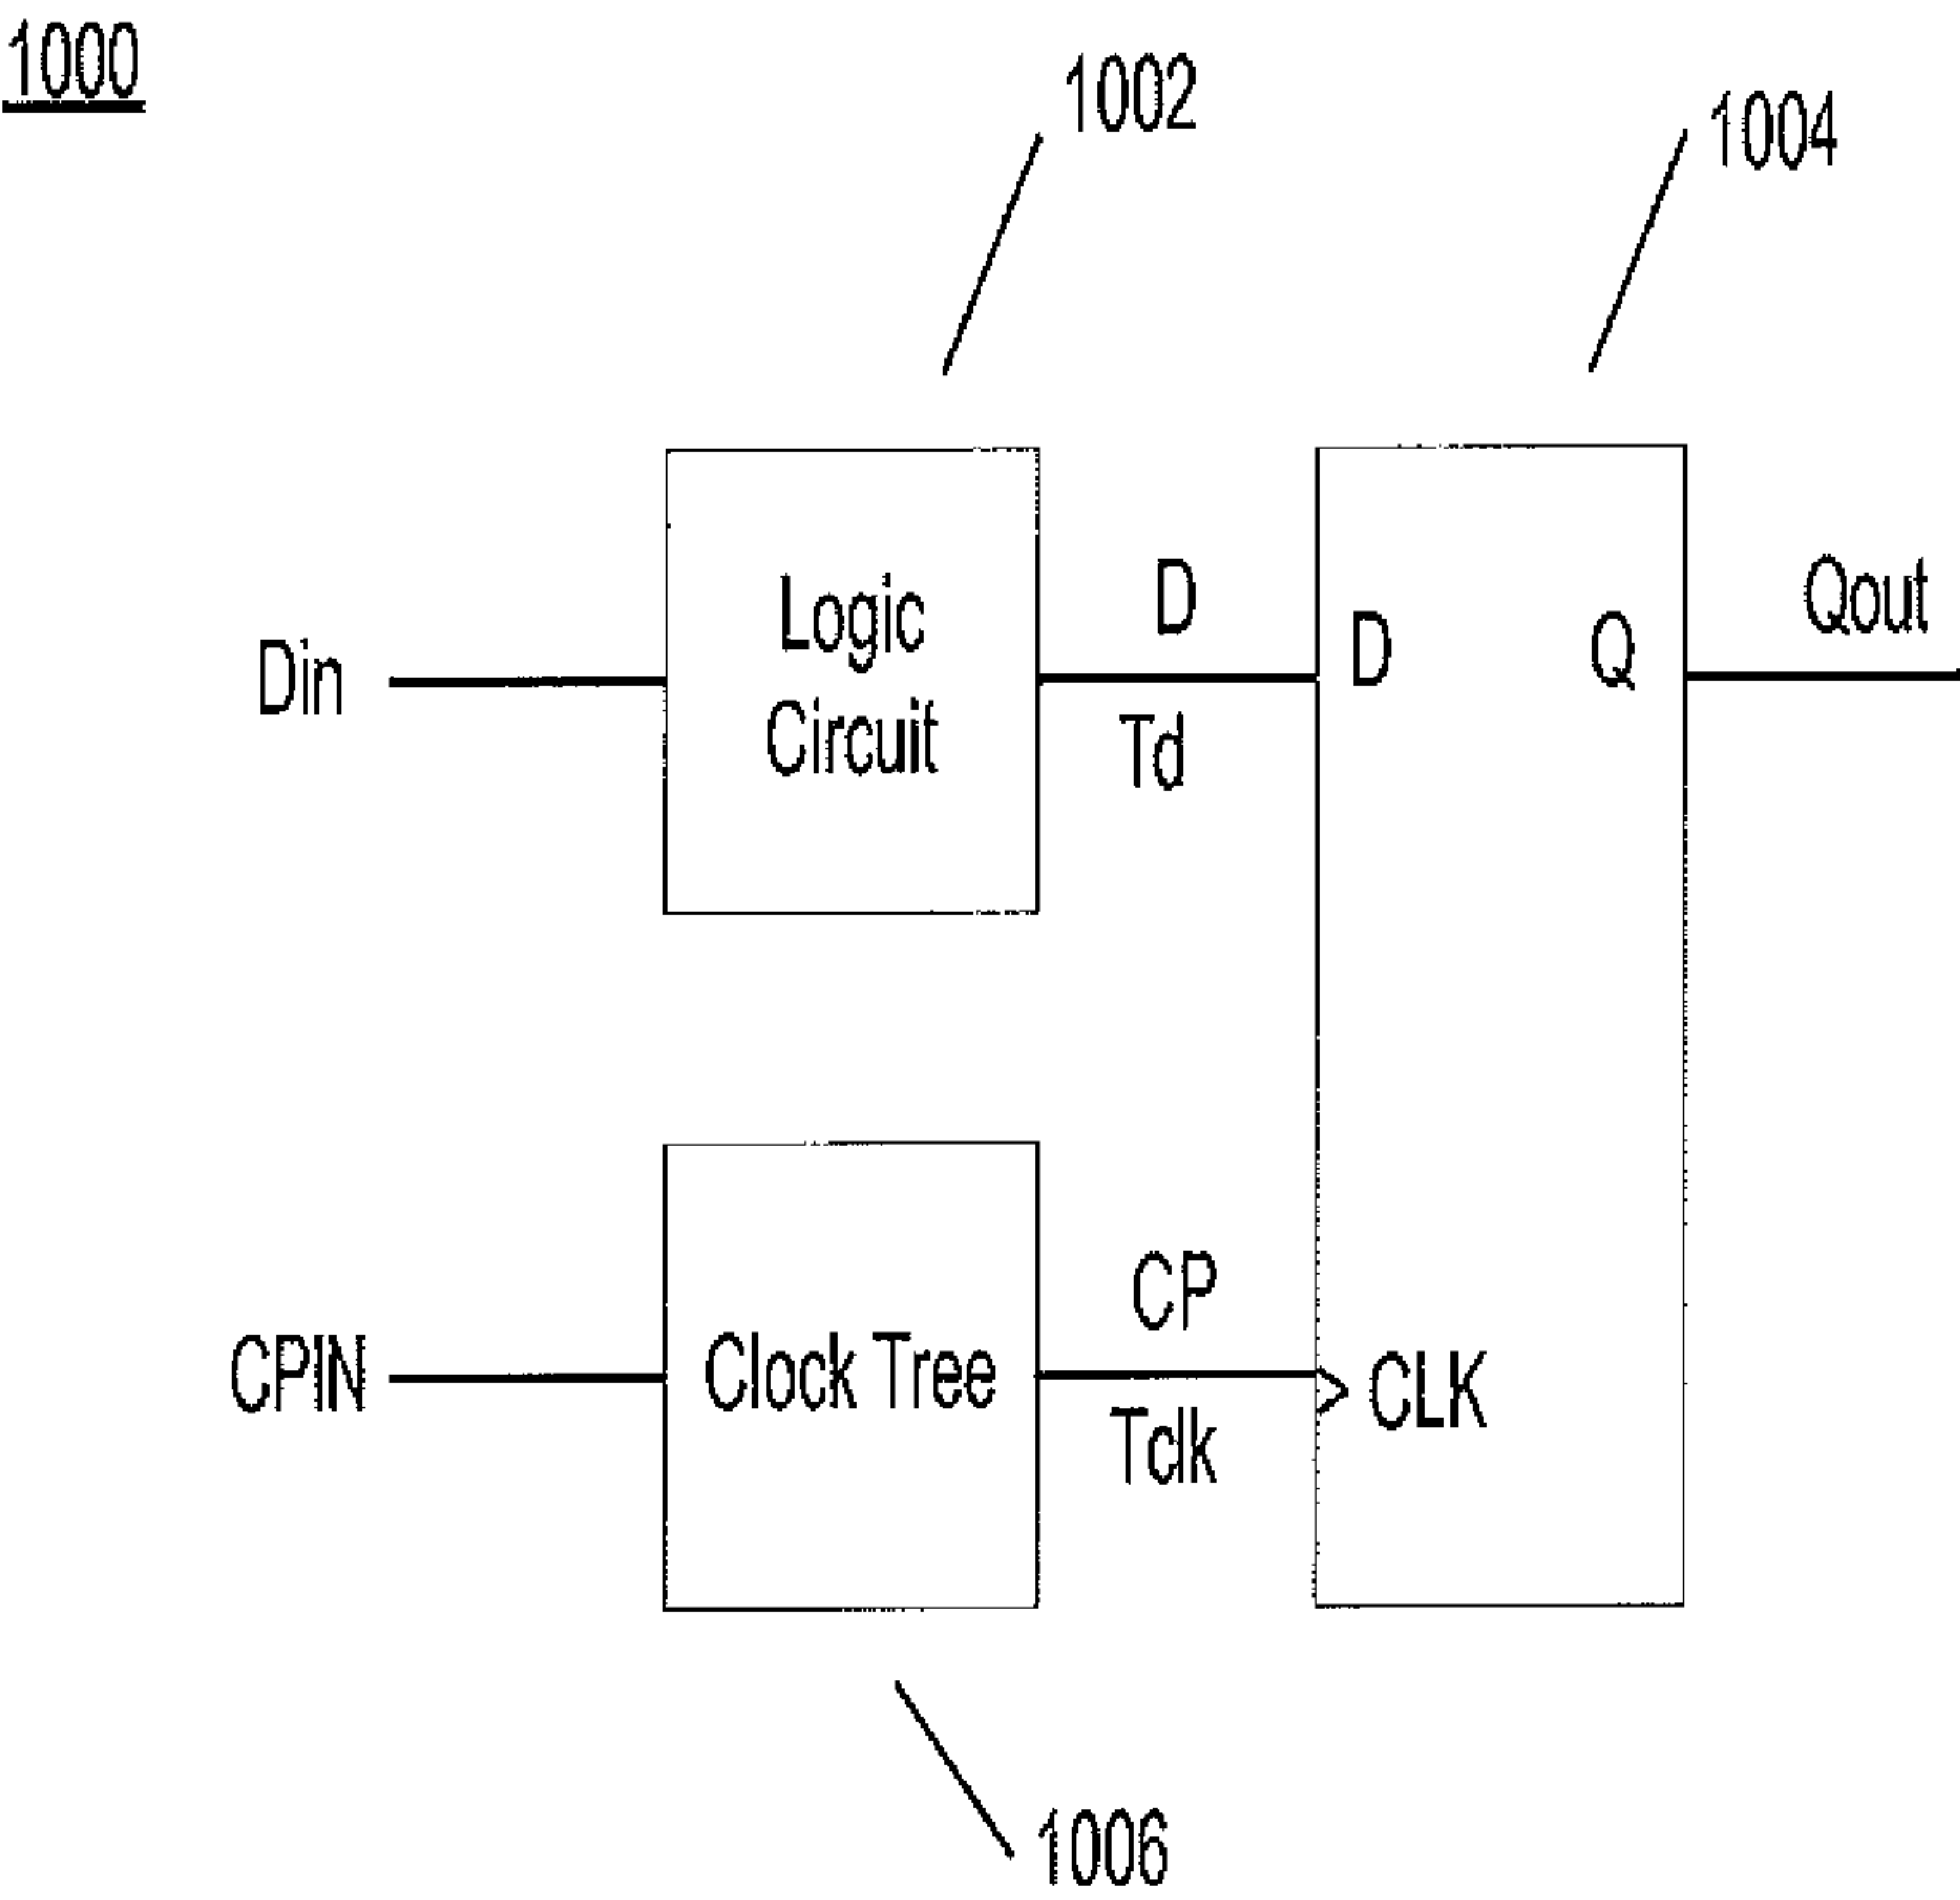 1000
1002
1004
Logic
Circuit
Din
D
Td
D
Q
Qout
CPIN
Clock Tree
CP
Tclk
CLK
1006